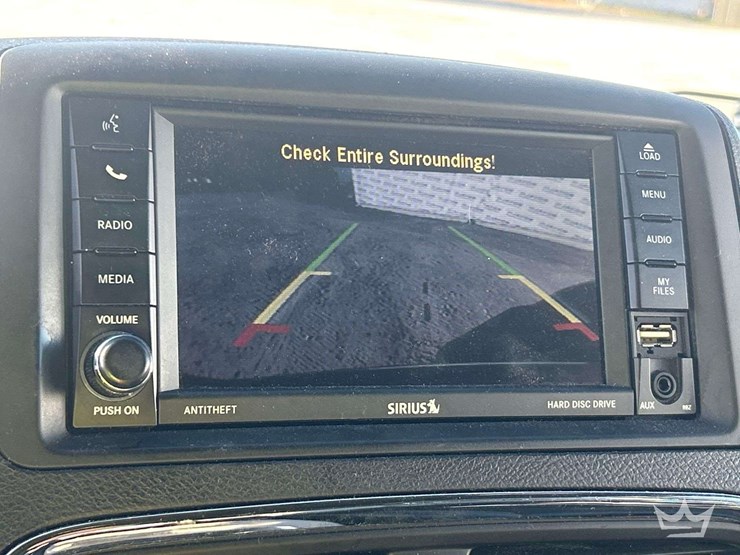 Check Entire Surroundings!
RADIO
MEDIA
VOLUME
PUSH ON
LOAD
MENU
AUDIO
MY
FILES
AUX
RBZ
ANTITHEFT
SIRIUS
HARD DISC DRIVE